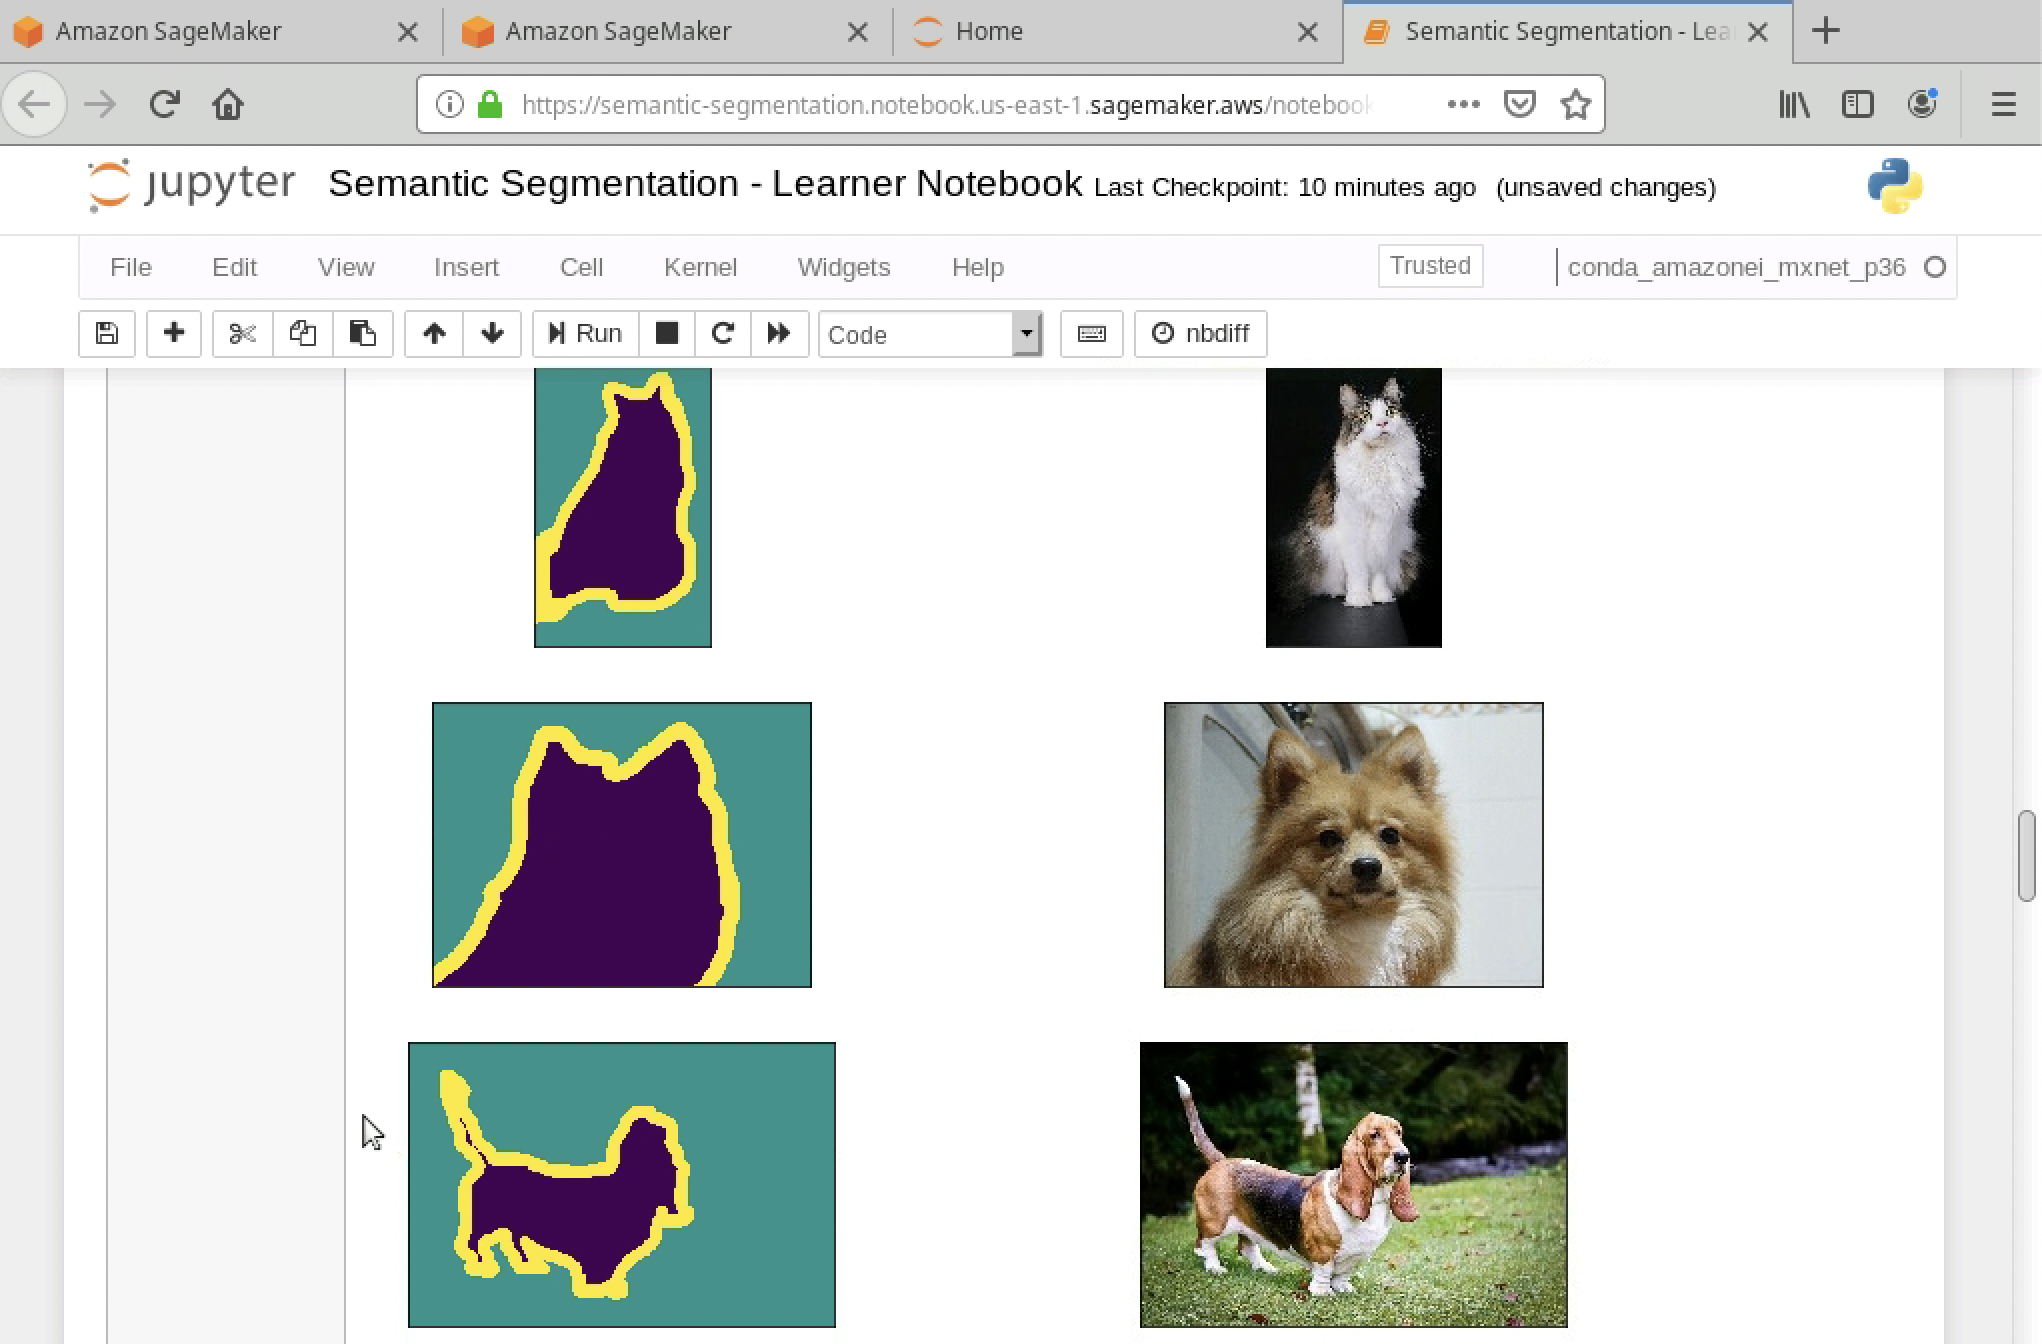 Amazon SageMaker
Amazon SageMaker
Home
Semantic Segmentation - Lea
https://semantic-segmentation.notebook.us-east-1.sagemaker.aws/notebook
jupyter Semantic Segmentation - Learner Notebook Last Checkpoint: 10 minutes ago (unsaved changes)
File Edit View Insert Cell Kernel Widgets Help Trusted conda_amazonei_mxnet_p36
Run Code nbdiff